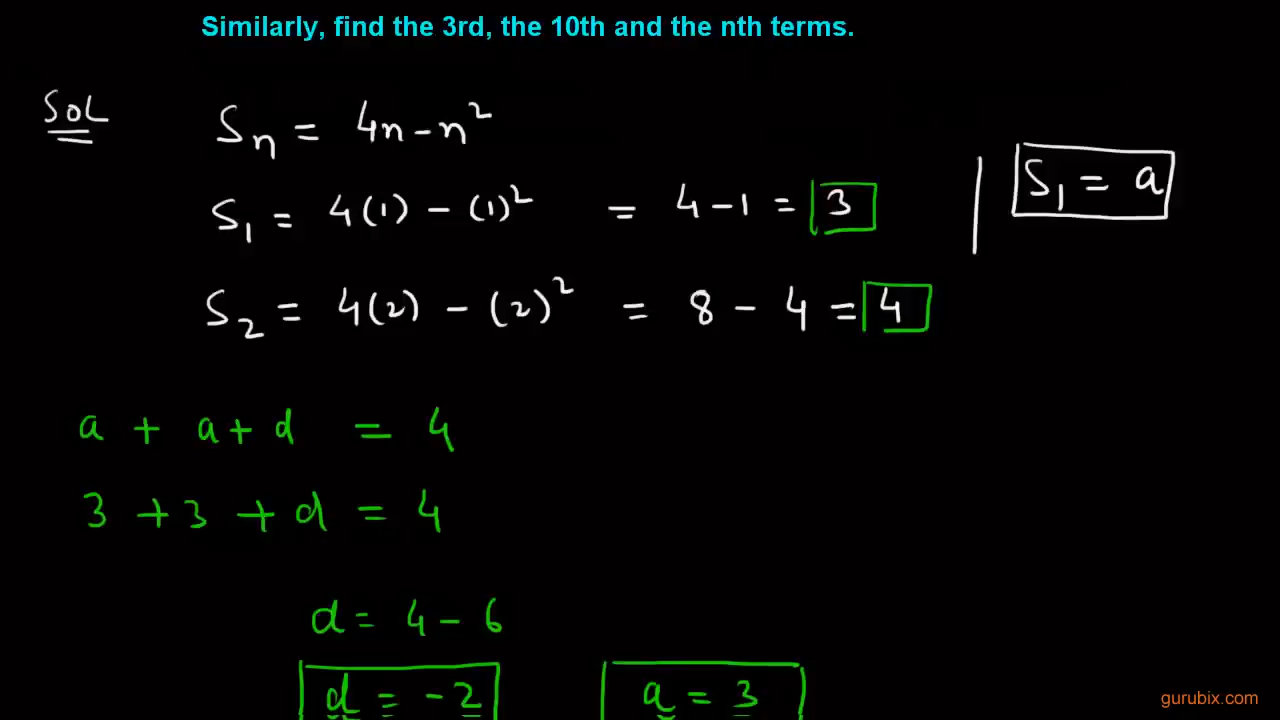 Similarly, find the 3rd, the 10th and the nth terms.
SOL
Sₙ = 4n - n²
S₁ = 4(1) - (1)² = 4 - 1 = 3
S₁ = a
S₂ = 4(2) - (2)² = 8 - 4 = 4
a + a + d = 4
3 + 3 + d = 4
d = 4 - 6
d = -2 a = 3
gurubix.com